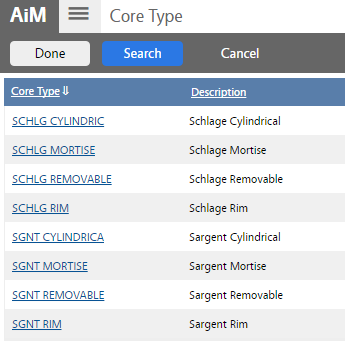 AiM Core Type
Done Search Cancel
Core Type⇓ Description
SCHLG CYLINDRIC Schlage Cylindrical
SCHLG MORTISE Schlage Mortise
SCHLG REMOVABLE Schlage Removable
SCHLG RIM Schlage Rim
SGNT CYLINDRICA Sargent Cylindrical
SGNT MORTISE Sargent Mortise
SGNT REMOVABLE Sargent Removable
SGNT RIM Sargent Rim